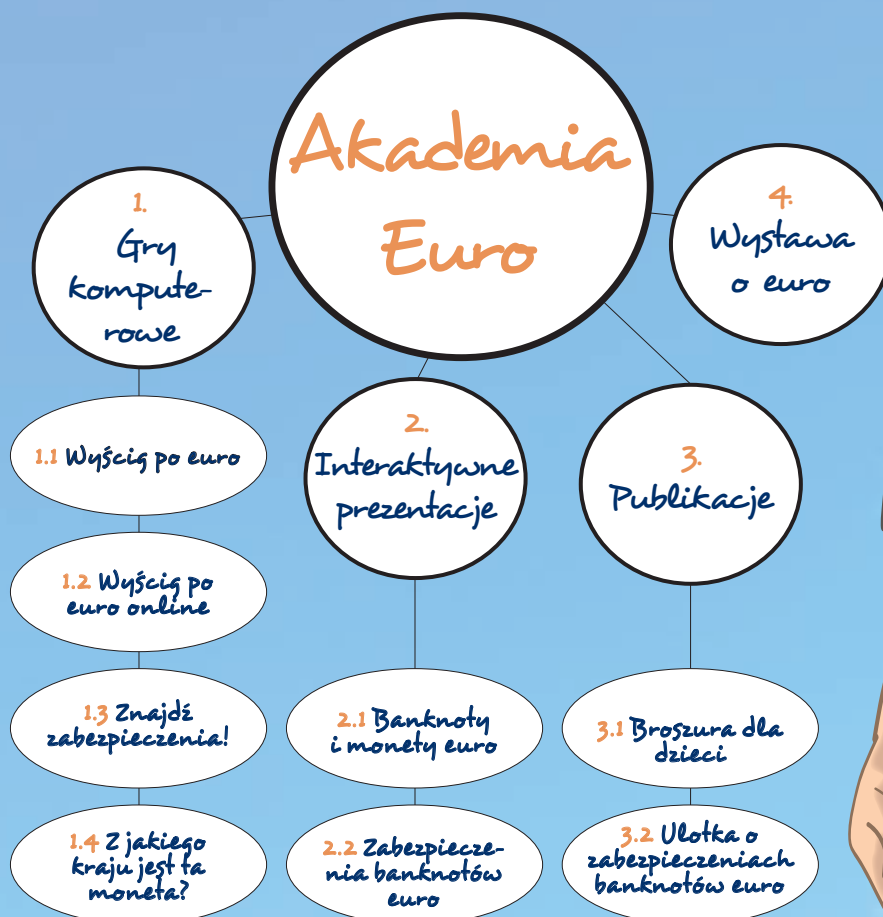 Akademia
Euro
1.
Gry
kompute-
rowe
1.1 Wyścig po euro
1.2 Wyścig po
euro online
1.3 Znajdź
zabezpieczenia!
1.4 Z jakiego
kraju jest ta
moneta?
2.
Interaktywne
prezentacje
2.1 Banknoty
i monety euro
2.2 Zabezpiecze-
nia banknotów
euro
3.
Publikacje
3.1 Broszura dla
dzieci
3.2 Ulotka o
zabezpieczeniach
banknotów euro
4.
Wystawa
o euro